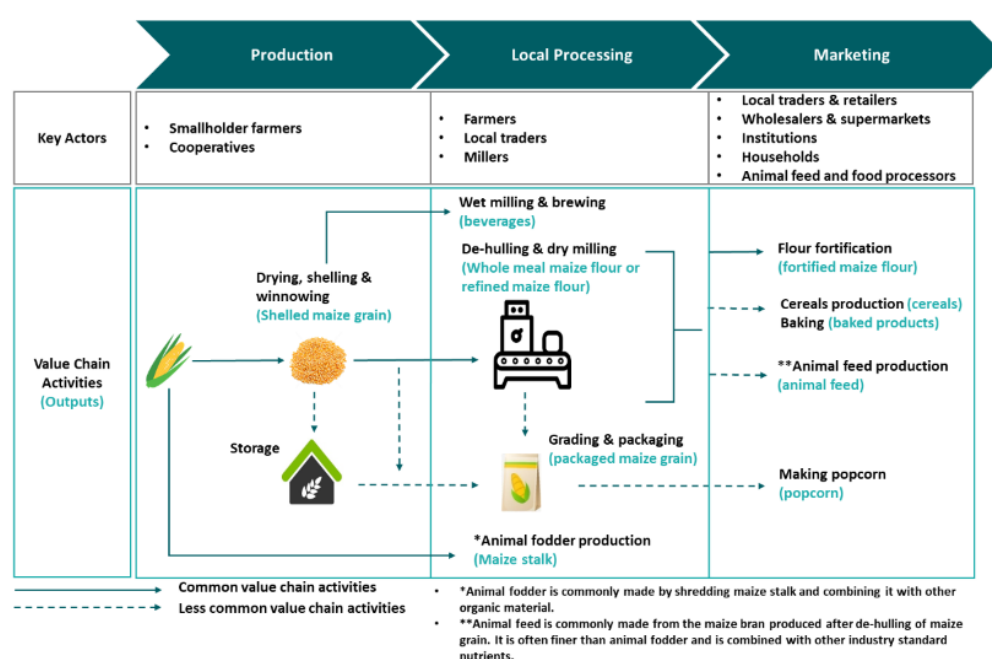 Production
Local Processing
Marketing
Key Actors
• Smallholder farmers
• Cooperatives
• Farmers
• Local traders
• Millers
• Local traders & retailers
• Wholesalers & supermarkets
• Institutions
• Households
• Animal feed and food processors
Value Chain
Activities
(Outputs)
Drying, shelling &
winnowing
(Shelled maize grain)
Storage
Wet milling & brewing
(beverages)
De-hulling & dry milling
(Whole meal maize flour or
refined maize flour)
Grading & packaging
(packaged maize grain)
*Animal fodder production
(Maize stalk)
Flour fortification
(fortified maize flour)
Cereals production (cereals)
Baking (baked products)
**Animal feed production
(animal feed)
Making popcorn
(popcorn)
Common value chain activities
Less common value chain activities
• *Animal fodder is commonly made by shredding maize stalk and combining it with other
organic material.
• **Animal feed is commonly made from the maize bran produced after de-hulling of maize
grain. It is often finer than animal fodder and is combined with other industry standard
nutrients.